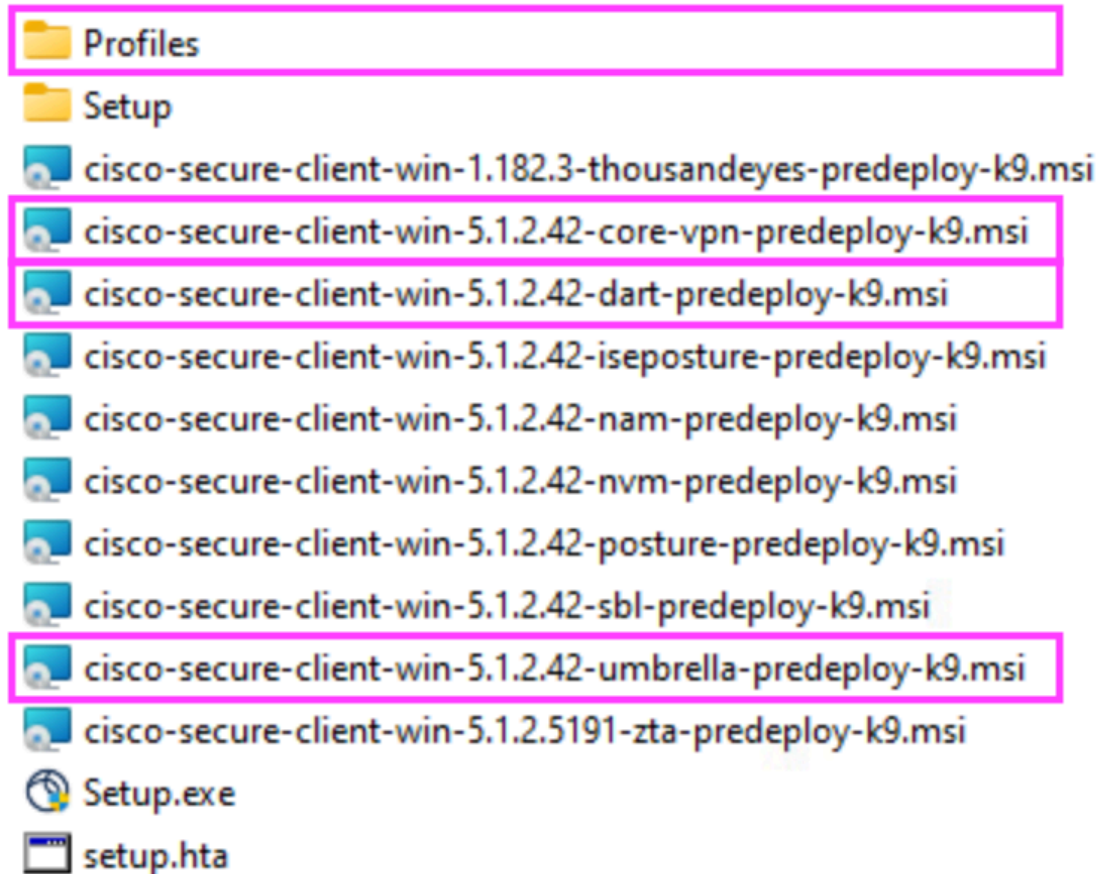 Profiles
Setup
cisco-secure-client-win-1.182.3-thousandeyes-predeploy-k9.msi
cisco-secure-client-win-5.1.2.42-core-vpn-predeploy-k9.msi
cisco-secure-client-win-5.1.2.42-dart-predeploy-k9.msi
cisco-secure-client-win-5.1.2.42-iseposture-predeploy-k9.msi
cisco-secure-client-win-5.1.2.42-nam-predeploy-k9.msi
cisco-secure-client-win-5.1.2.42-nvm-predeploy-k9.msi
cisco-secure-client-win-5.1.2.42-posture-predeploy-k9.msi
cisco-secure-client-win-5.1.2.42-sbl-predeploy-k9.msi
cisco-secure-client-win-5.1.2.42-umbrella-predeploy-k9.msi
cisco-secure-client-win-5.1.2.5191-zta-predeploy-k9.msi
Setup.exe
setup.hta